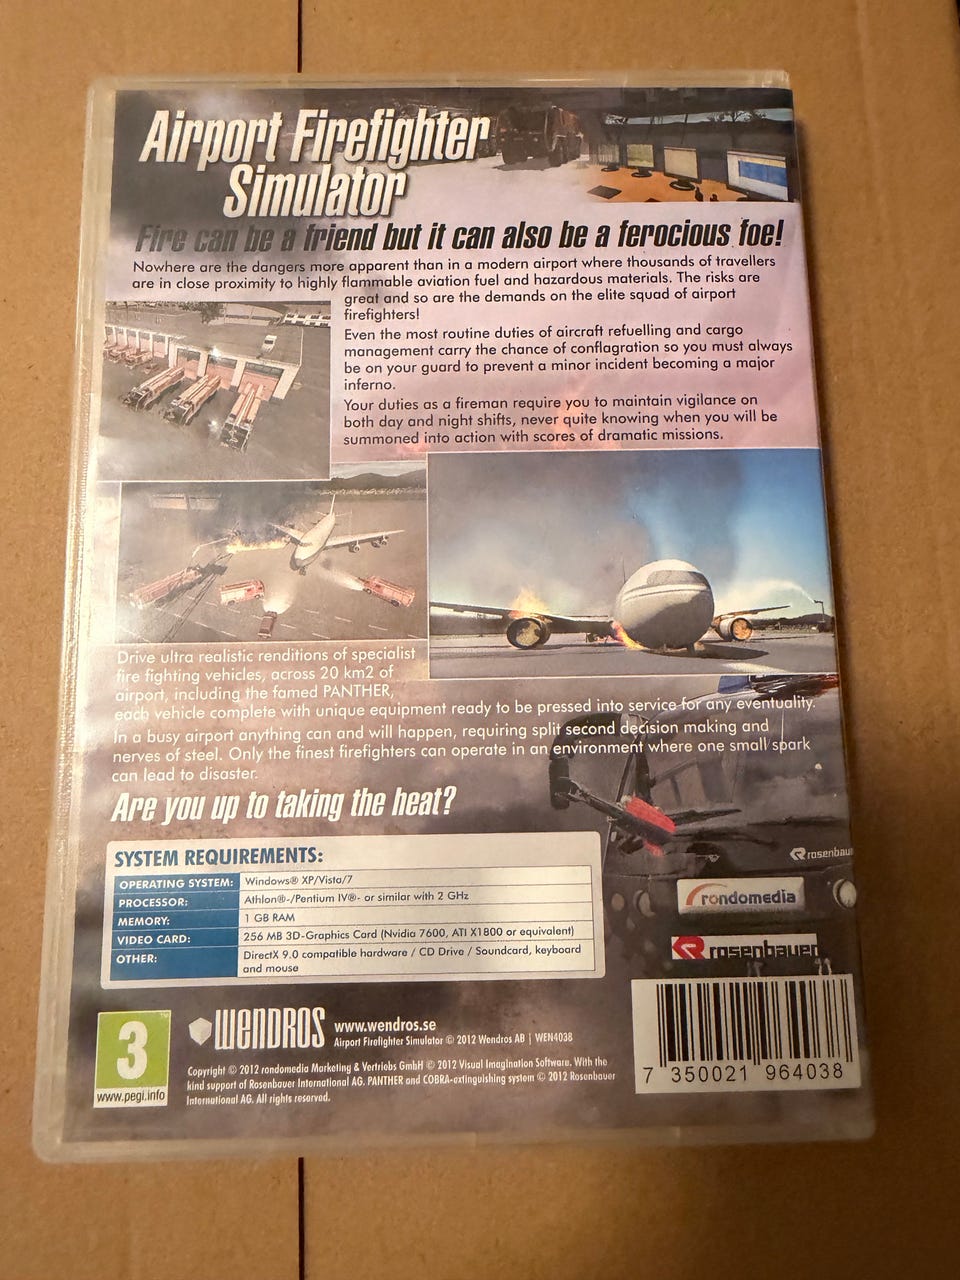 Airport Firefighter
Simulator
Fire can be a friend but it can also be a ferocious foe!
Nowhere are the dangers more apparent than in a modern airport where thousands of travellers
are in close proximity to highly flammable aviation fuel and hazardous materials. The risks are
great and so are the demands on the elite squad of airport
firefighters!
Even the most routine duties of aircraft refuelling and cargo
management carry the chance of conflagration so you must always
be on your guard to prevent a minor incident becoming a major
inferno.
Your duties as a fireman require you to maintain vigilance on
both day and night shifts, never quite knowing when you will be
summoned into action with scores of dramatic missions.
Drive ultra realistic renditions of specialist
fire fighting vehicles, across 20 km2 of
airport, including the famed PANTHER,
each vehicle complete with unique equipment ready to be pressed into service for any eventuality.
In a busy airport anything can and will happen, requiring split second decision making and
nerves of steel. Only the finest firefighters can operate in an environment where one small spark
can lead to disaster.
Are you up to taking the heat?
SYSTEM REQUIREMENTS:
OPERATING SYSTEM: Windows® XP/Vista/7
PROCESSOR: Athlon®-/Pentium IV®- or similar with 2 GHz
MEMORY: 1 GB RAM
VIDEO CARD: 256 MB 3D-Graphics Card (Nvidia 7600, ATI X1800 or equivalent)
OTHER: DirectX 9.0 compatible hardware / CD Drive / Soundcard, keyboard
and mouse
rosenbau
rondomedia
rosenbauer
3
™
www.pegi.info
WENDROS
www.wendros.se
Airport Firefighter Simulator © 2012 Wendros AB | WEN4038
Copyright © 2012 rondomedia Marketing & Vertriebs GmbH © 2012 Visual Imagination Software. With the
kind support of Rosenbauer International AG. PANTHER and COBRA-extinguishing system © 2012 Rosenbauer
International AG. All rights reserved.
7 350021 964038